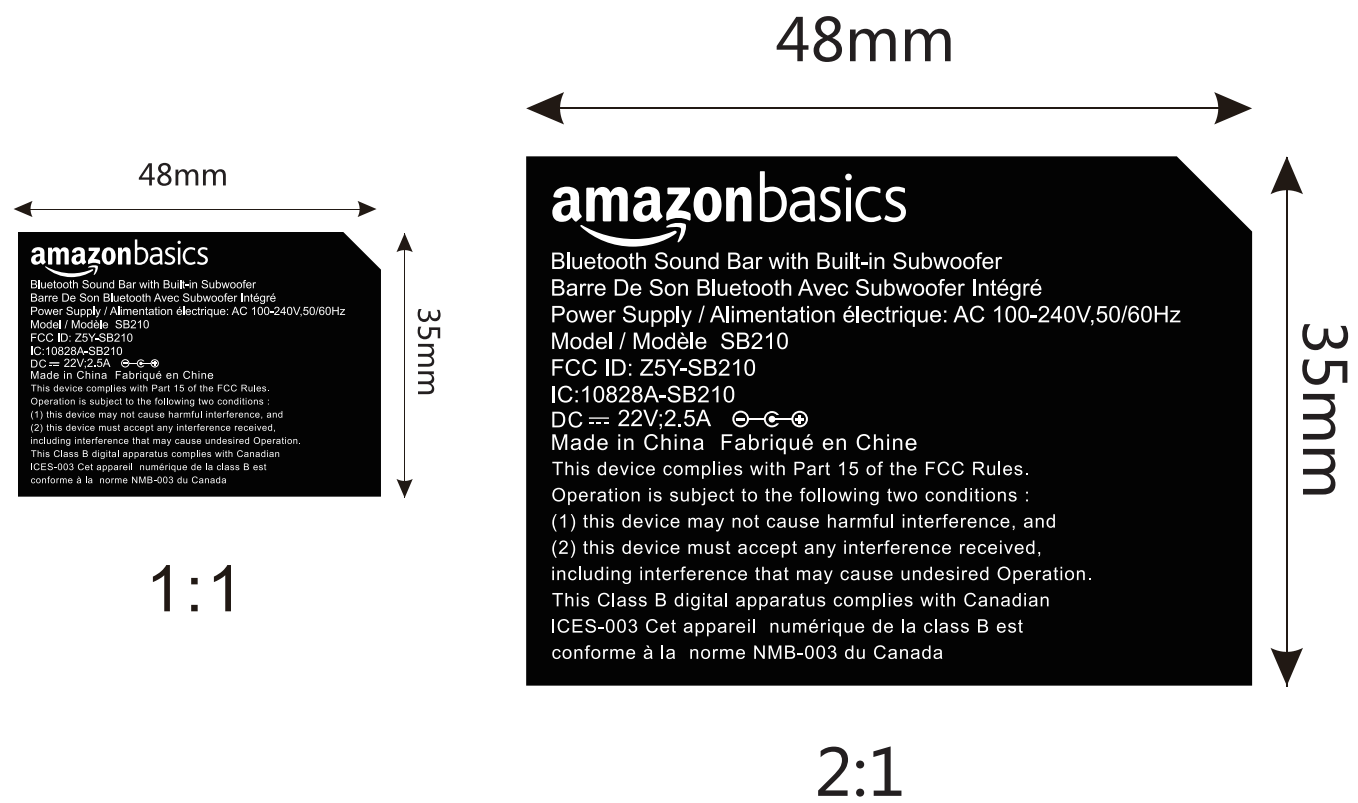 48mm
35mm
amazonbasics
Bluetooth Sound Bar with Built-in Subwoofer
Barre De Son Bluetooth Avec Subwoofer Intégré
Power Supply / Alimentation électrique: AC 100-240V,50/60Hz
Model / Modèle SB210
FCC ID: Z5Y-SB210
IC:10828A-SB210
DC 22V;2.5A
Made in China Fabriqué en Chine
This device complies with Part 15 of the FCC Rules.
Operation is subject to the following two conditions :
(1) this device may not cause harmful interference, and
(2) this device must accept any interference received,
including interference that may cause undesired Operation.
This Class B digital apparatus complies with Canadian
ICES-003 Cet appareil numérique de la class B est
conforme à la norme NMB-003 du Canada
1:1
48mm
35mm
amazonbasics
Bluetooth Sound Bar with Built-in Subwoofer
Barre De Son Bluetooth Avec Subwoofer Intégré
Power Supply / Alimentation électrique: AC 100-240V,50/60Hz
Model / Modèle SB210
FCC ID: Z5Y-SB210
IC:10828A-SB210
DC 22V;2.5A
Made in China Fabriqué en Chine
This device complies with Part 15 of the FCC Rules.
Operation is subject to the following two conditions :
(1) this device may not cause harmful interference, and
(2) this device must accept any interference received,
including interference that may cause undesired Operation.
This Class B digital apparatus complies with Canadian
ICES-003 Cet appareil numérique de la class B est
conforme à la norme NMB-003 du Canada
2:1